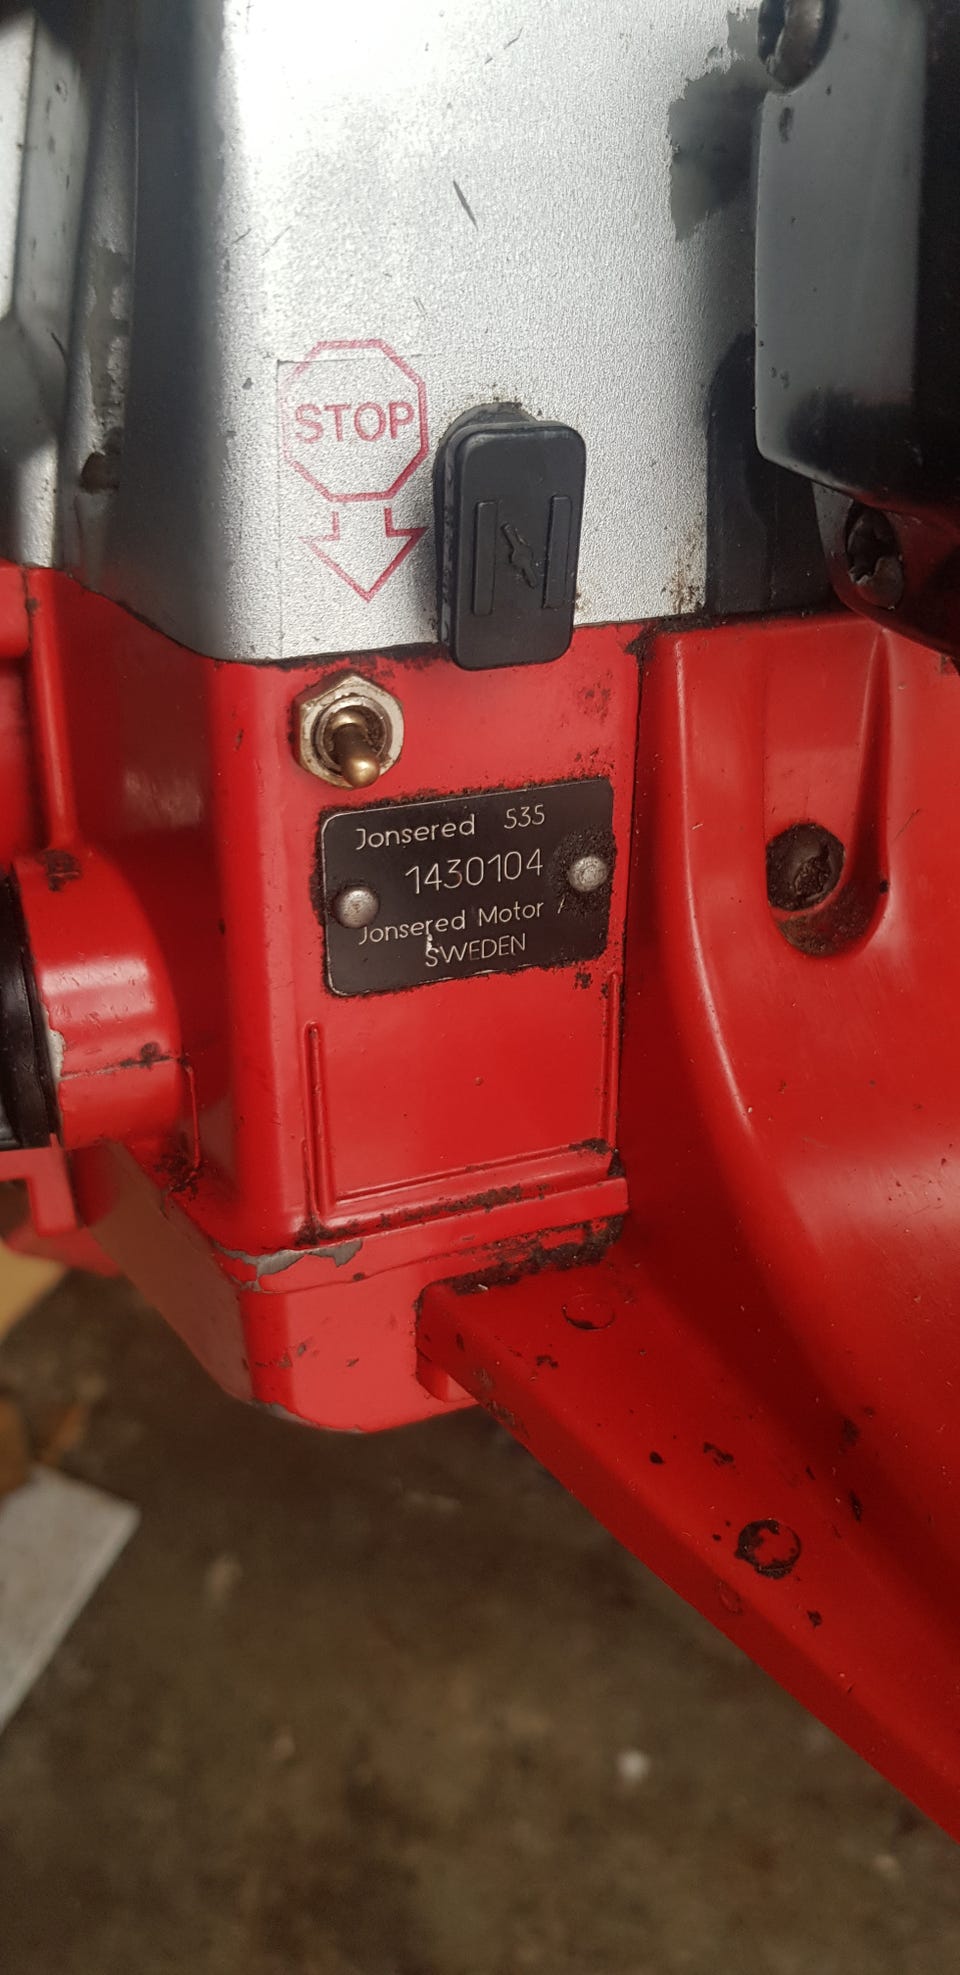 STOP
Jonsered 535
1430104
Jonsered Motor
SWEDEN